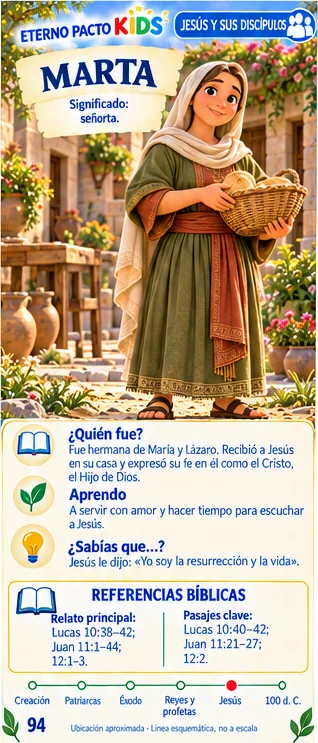 ETERNO PACTO KIDS
JESÚS Y SUS DISCÍPULOS
MARTA
Significado:
señorta.
¿Quién fue?
Fue hermana de María y Lázaro. Recibió a Jesús
en su casa y expresó su fe en él como el Cristo,
el Hijo de Dios.
Aprendo
A servir con amor y hacer tiempo para escuchar
a Jesús.
¿Sabías que...?
Jesús le dijo: «Yo soy la resurrección y la vida».
REFERENCIAS BÍBLICAS
Relato principal:
Lucas 10:38–42;
Juan 11:1–44;
12:1–3.
Pasajes clave:
Lucas 10:40–42;
Juan 11:21–27;
12:2.
Creación
Patriarcas
Éxodo
Reyes y
profetas
Jesús
100 d. C.
94
Ubicación aproximada · Línea esquemática, no a escala